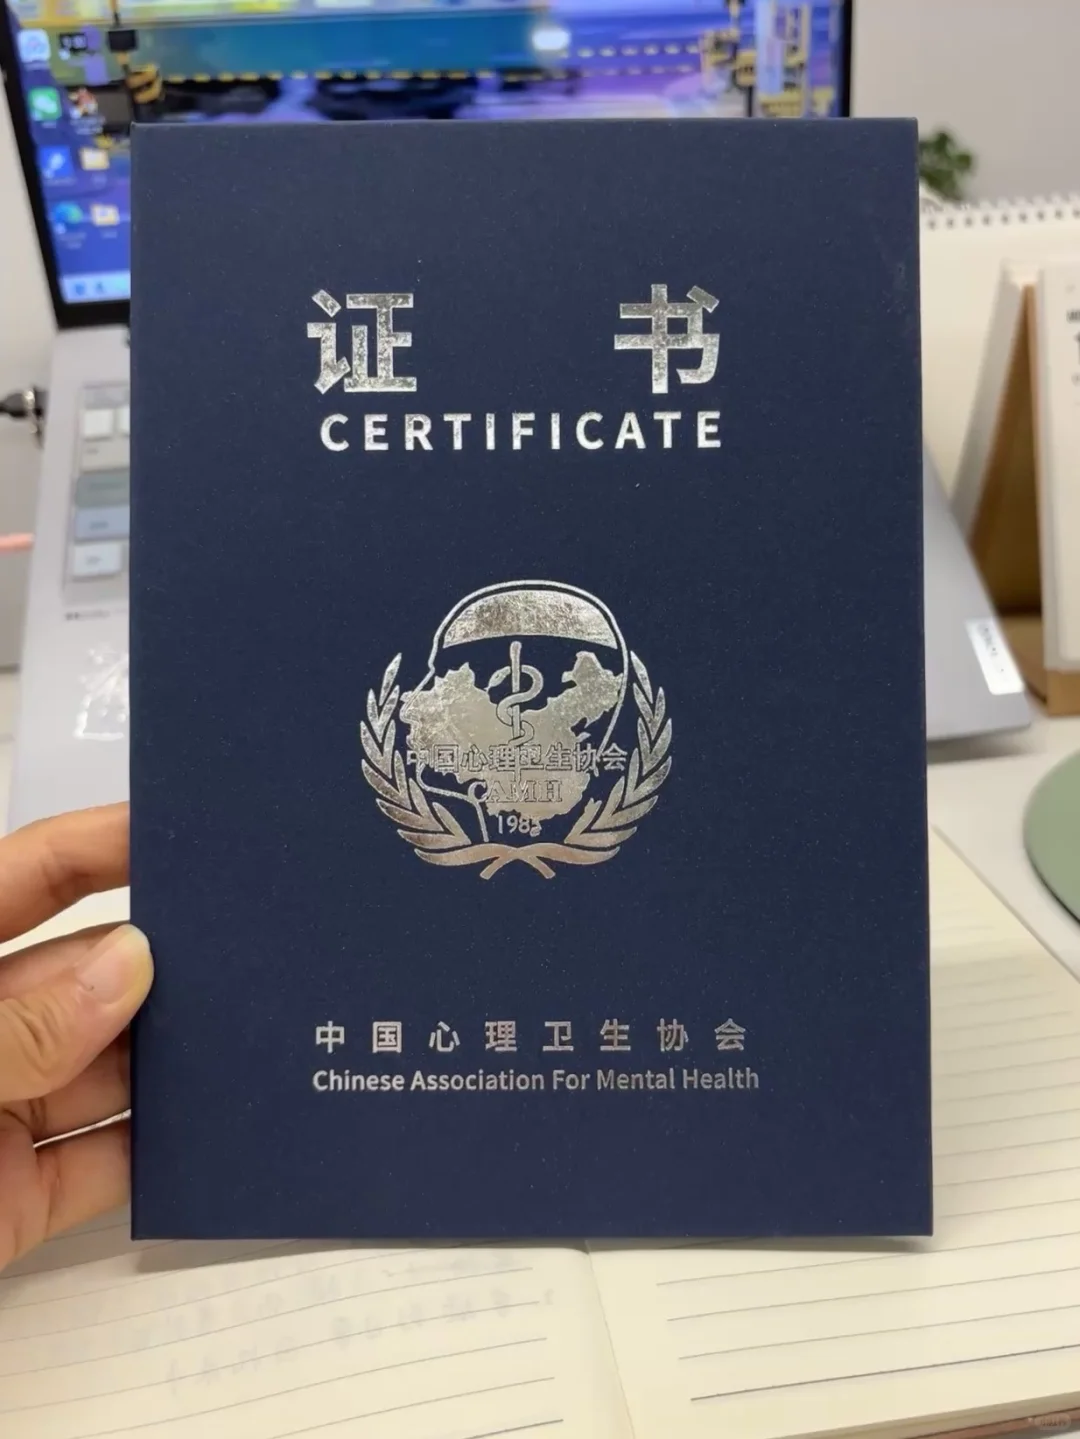 证 书
CERTIFICATE
中国心理卫生协会
CAMH
1985
中国心理卫生协会
Chinese Association For Mental Health